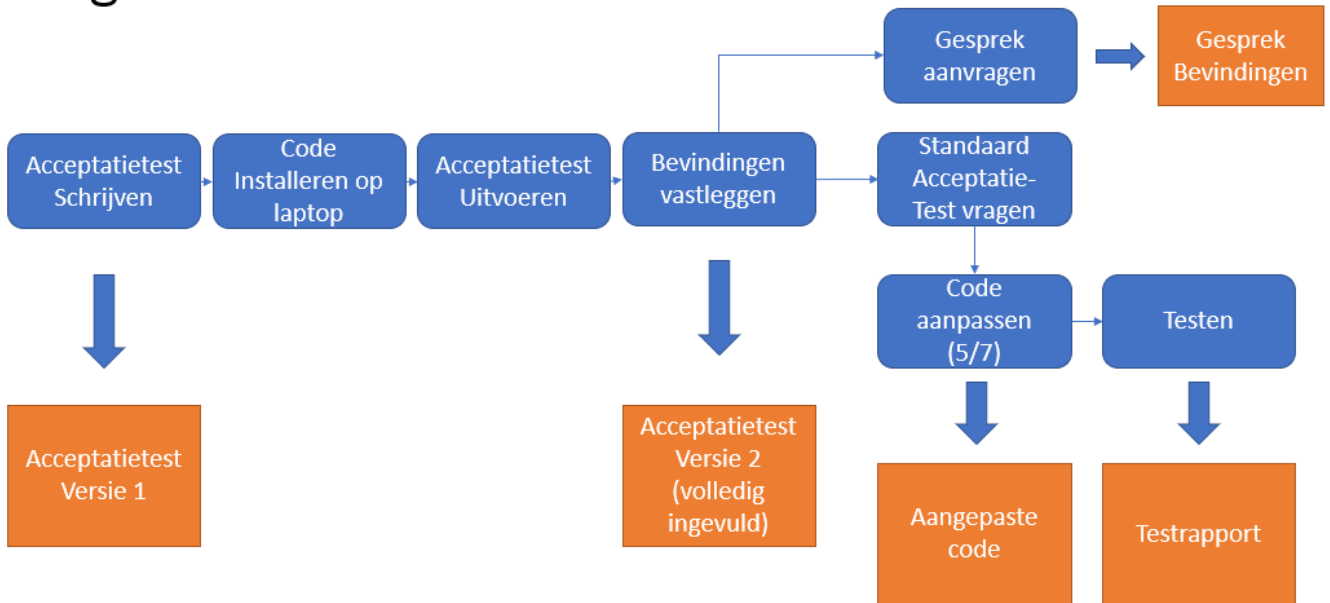 Gesprek
aanvragen
Gesprek
Bevindingen
Acceptatietest
Schrijven
Code
Installeren op
laptop
Acceptatietest
Uitvoeren
Bevindingen
vastleggen
Standaard
Acceptatie-
Test vragen
Code
aanpassen
(5/7)
Testen
Acceptatietest
Versie 1
Acceptatietest
Versie 2
(volledig
ingevuld)
Aangepaste
code
Testrapport